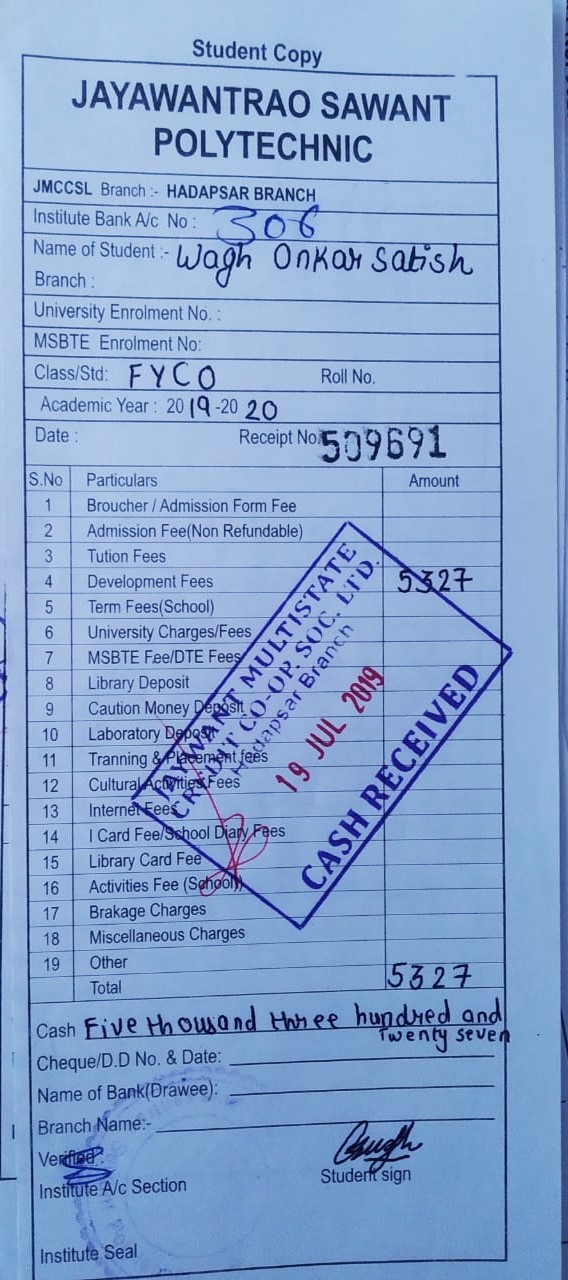 Student Copy
JAYAWANTRAO SAWANT
POLYTECHNIC
JMCCSL Branch :- HADAPSAR BRANCH
Institute Bank A/c No : 306
Name of Student :- Wagh Onkar Satish
Branch :
University Enrolment No. :
MSBTE Enrolment No:
Class/Std: FYCO Roll No.
Academic Year : 2019-2020
Date : Receipt No. 509691
S.No Particulars Amount
1 Broucher / Admission Form Fee
2 Admission Fee(Non Refundable)
3 Tution Fees
4 Development Fees 5327
5 Term Fees(School)
6 University Charges/Fees
7 MSBTE Fee/DTE Fees
8 Library Deposit
9 Caution Money Deposit
10 Laboratory Deposit
11 Tranning & Placement fees
12 Cultural Activities Fees
13 Internet Fees
14 I Card Fee/School Diary Fees
15 Library Card Fee
16 Activities Fee (School)
17 Brakage Charges
18 Miscellaneous Charges
19 Other
Total 5327
JAYWANT MULTISTATE
CREDIT CO-OP. SOC. LTD.
Hadapsar Branch
19 JUL 2019
CASH RECEIVED
Cash Five thousand three hundred and
Twenty seven
Cheque/D.D No. & Date:
Name of Bank(Drawee):
Branch Name:-
Verified :
Student sign
Institute A/c Section
Institute Seal